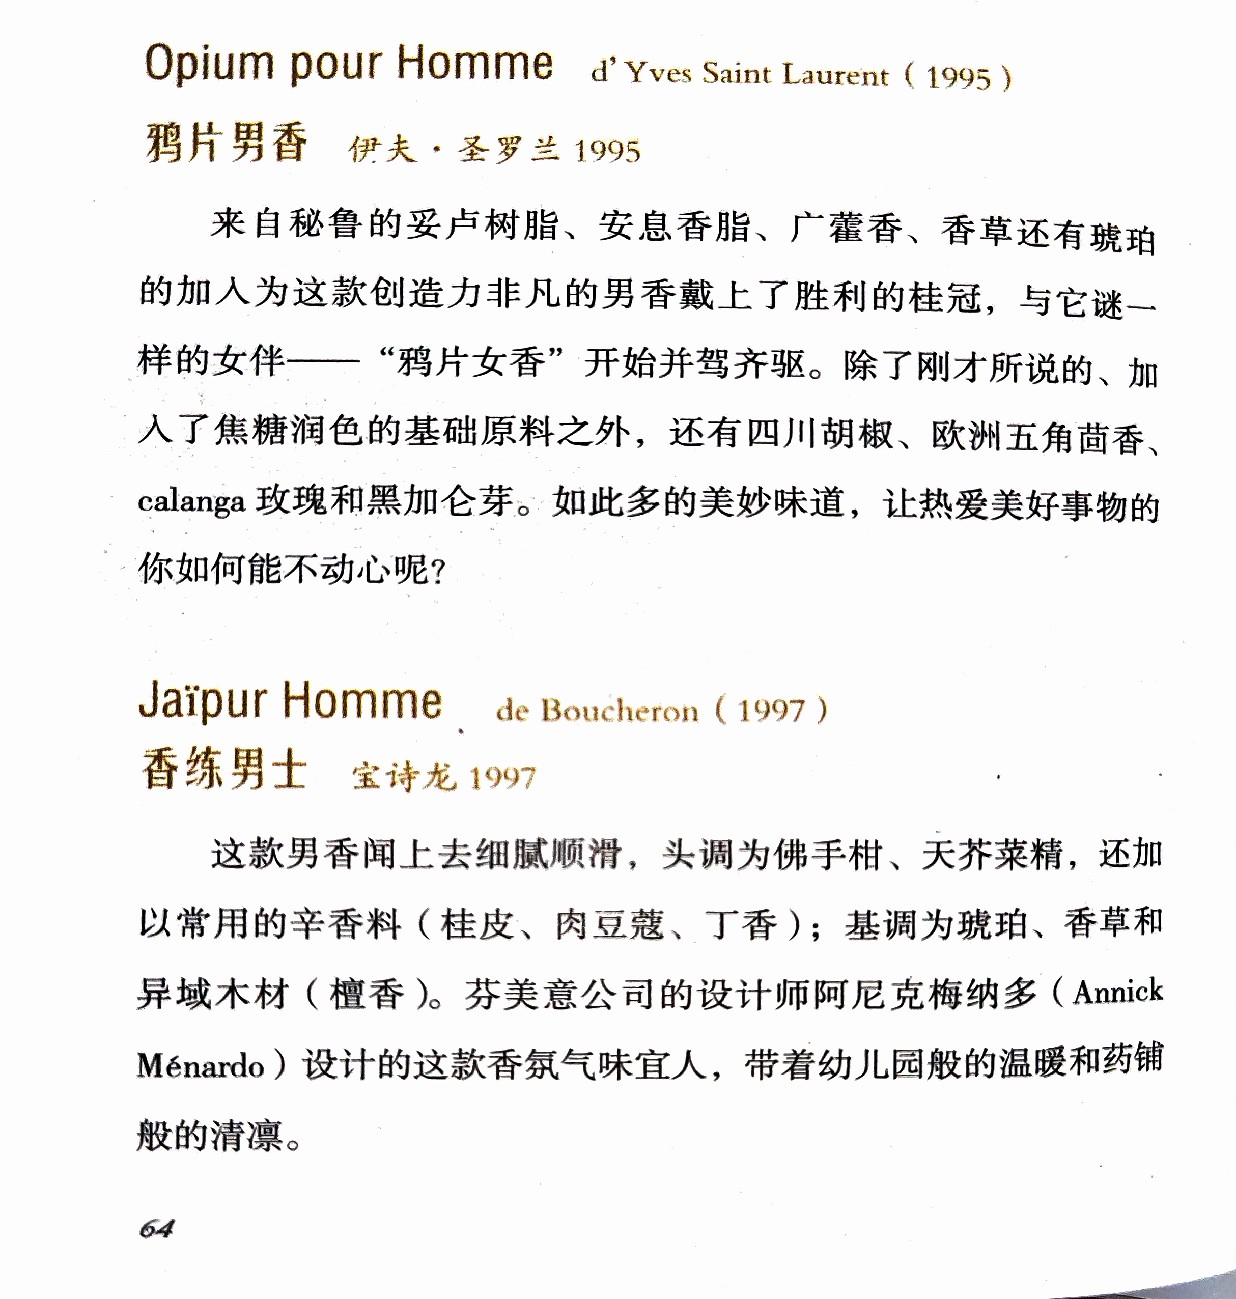 Opium pour Homme d’Yves Saint Laurent（1995）
鸦片男香 伊夫·圣罗兰 1995
来自秘鲁的妥卢树脂、安息香脂、广藿香、香草还有琥珀
的加入为这款创造力非凡的男香戴上了胜利的桂冠，与它谜一
样的女伴——“鸦片女香”开始并驾齐驱。除了刚才所说的、加
入了焦糖润色的基础原料之外，还有四川胡椒、欧洲五角茴香、
calanga 玫瑰和黑加仑芽。如此多的美妙味道，让热爱美好事物的
你如何能不动心呢？
Jaïpur Homme de Boucheron（1997）
香练男士 宝诗龙 1997
这款男香闻上去细腻顺滑，头调为佛手柑、天芥菜精，还加
以常用的辛香料（桂皮、肉豆蔻、丁香）；基调为琥珀、香草和
异域木材（檀香）。芬美意公司的设计师阿尼克梅纳多（Annick
Ménardo）设计的这款香氛气味宜人，带着幼儿园般的温暖和药铺
般的清凛。
64